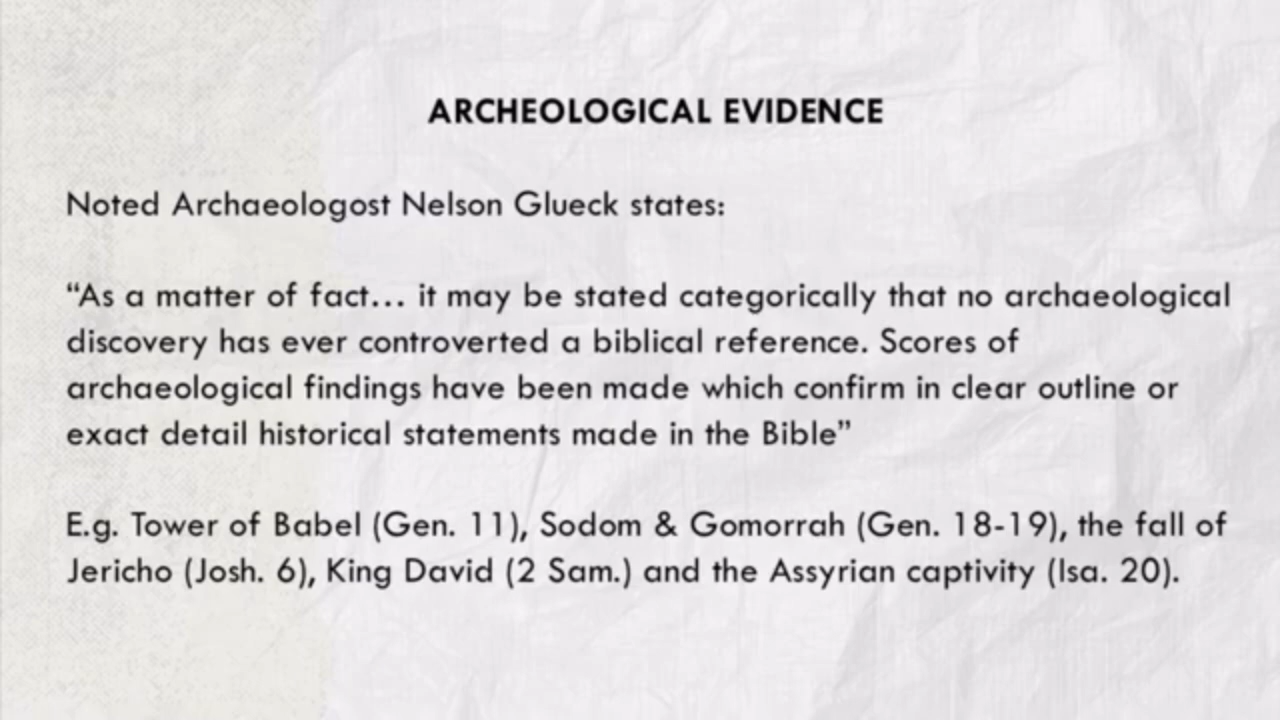 ARCHEOLOGICAL EVIDENCE
Noted Archaeologost Nelson Glueck states:
“As a matter of fact… it may be stated categorically that no archaeological
discovery has ever controverted a biblical reference. Scores of
archaeological findings have been made which confirm in clear outline or
exact detail historical statements made in the Bible”
E.g. Tower of Babel (Gen. 11), Sodom & Gomorrah (Gen. 18-19), the fall of
Jericho (Josh. 6), King David (2 Sam.) and the Assyrian captivity (Isa. 20).